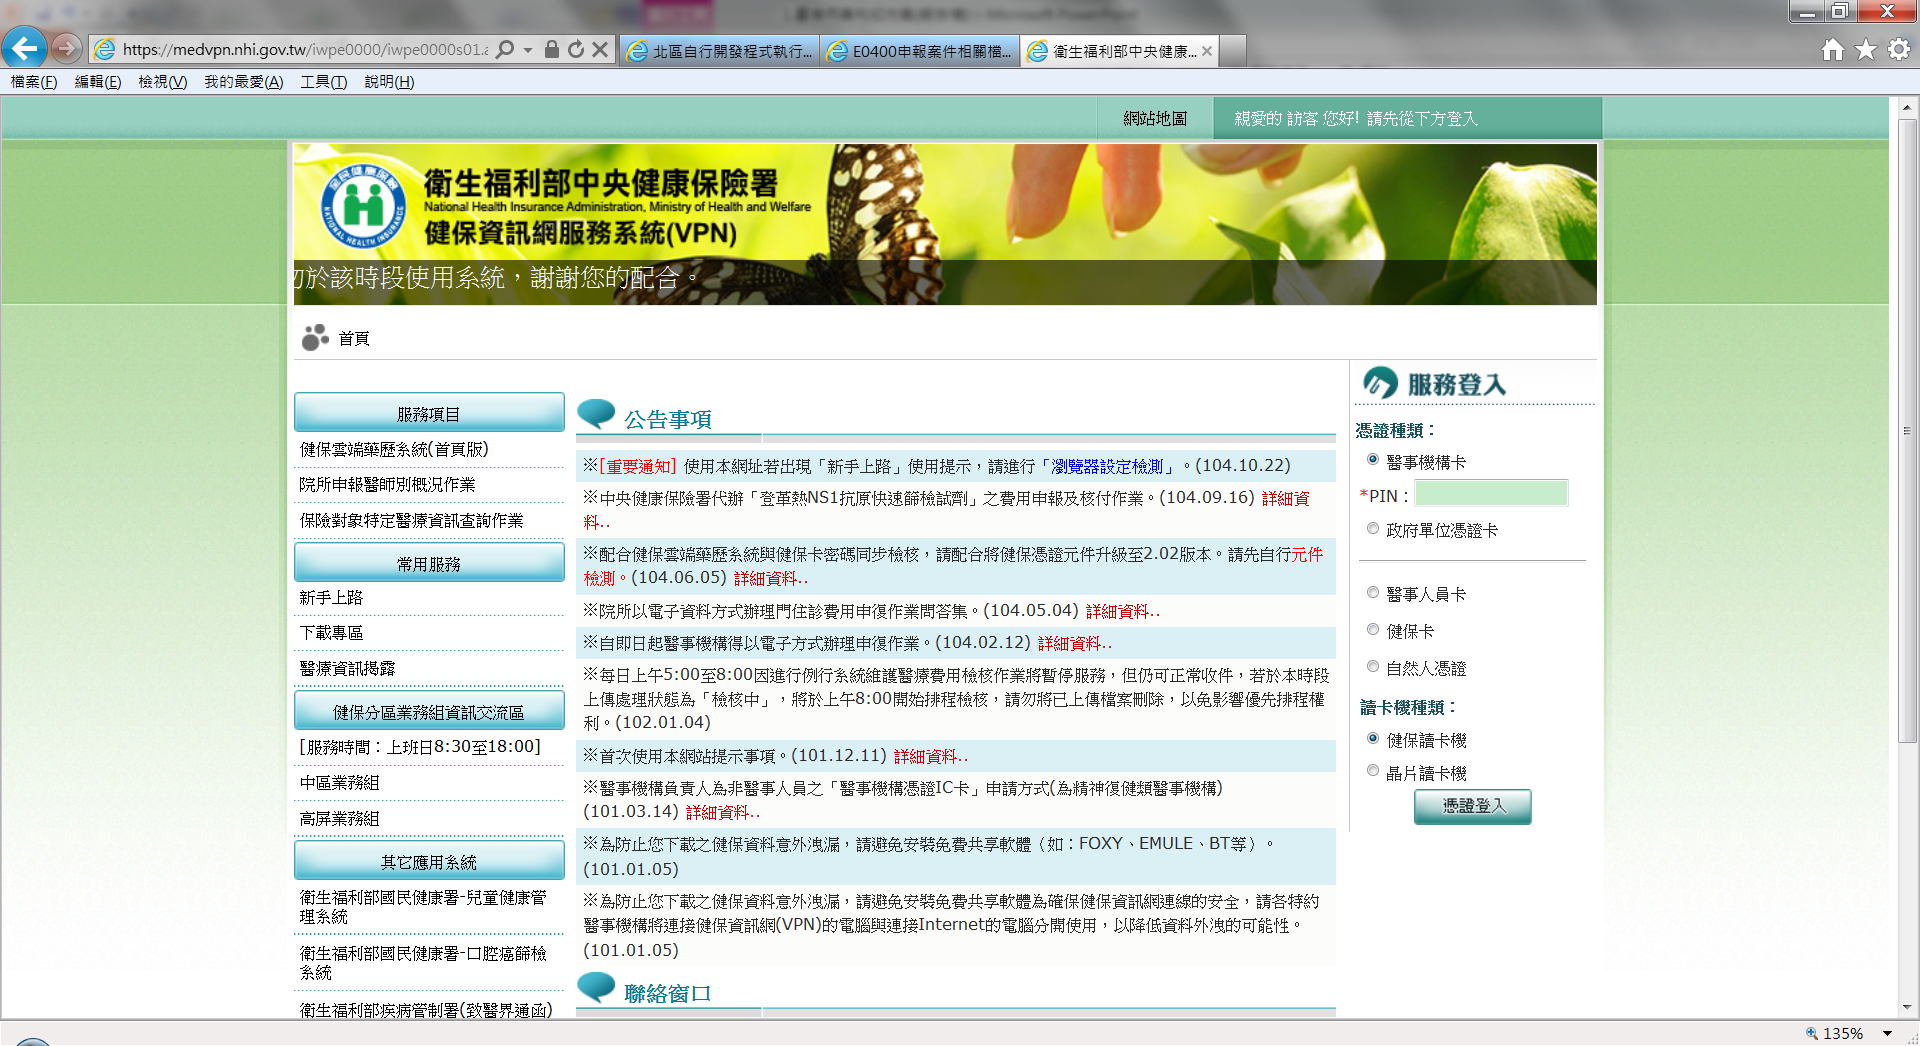 https://medvpn.nhi.gov.tw/iwpe0000/iwpe0000s01.a
北區自行開發程式執行...
E0400申報案件相關檔...
衛生福利部中央健康...
檔案(F) 編輯(E) 檢視(V) 我的最愛(A) 工具(T) 說明(H)
網站地圖
親愛的 訪客 您好! 請先從下方登入
全民健康保險
NATIONAL HEALTH INSURANCE
衛生福利部中央健康保險署
National Health Insurance Administration, Ministry of Health and Welfare
健保資訊網服務系統(VPN)
勿於該時段使用系統，謝謝您的配合。
首頁
服務項目
健保雲端藥歷系統(首頁版)
院所申報醫師別概況作業
保險對象特定醫療資訊查詢作業
常用服務
新手上路
下載專區
醫療資訊揭露
健保分區業務組資訊交流區
[服務時間：上班日8:30至18:00]
中區業務組
高屏業務組
其它應用系統
衛生福利部國民健康署-兒童健康管
理系統
衛生福利部國民健康署-口腔癌篩檢
系統
衛生福利部疾病管制署(致醫界通函)
公告事項
※[重要通知] 使用本網址若出現「新手上路」使用提示，請進行「瀏覽器設定檢測」。(104.10.22)
※中央健康保險署代辦「登革熱NS1抗原快速篩檢試劑」之費用申報及核付作業。(104.09.16) 詳細資
料..
※配合健保雲端藥歷系統與健保卡密碼同步檢核，請配合將健保憑證元件升級至2.02版本。請先自行元件
檢測。(104.06.05) 詳細資料..
※院所以電子資料方式辦理門住診費用申復作業問答集。(104.05.04) 詳細資料..
※自即日起醫事機構得以電子方式辦理申復作業。(104.02.12) 詳細資料..
※每日上午5:00至8:00因進行例行系統維護醫療費用檢核作業將暫停服務，但仍可正常收件，若於本時段
上傳處理狀態為「檢核中」，將於上午8:00開始排程檢核，請勿將已上傳檔案刪除，以免影響優先排程權
利。(102.01.04)
※首次使用本網站提示事項。(101.12.11) 詳細資料..
※醫事機構負責人為非醫事人員之「醫事機構憑證IC卡」申請方式(為精神復健類醫事機構)
(101.03.14) 詳細資料..
※為防止您下載之健保資料意外洩漏，請避免安裝免費共享軟體（如：FOXY、EMULE、BT等）。
(101.01.05)
※為防止您下載之健保資料意外洩漏，請避免安裝免費共享軟體為確保健保資訊網連線的安全，請各特約
醫事機構將連接健保資訊網(VPN)的電腦與連接Internet的電腦分開使用，以降低資料外洩的可能性。
(101.01.05)
聯絡窗口
服務登入
憑證種類：
醫事機構卡
*PIN：
政府單位憑證卡
醫事人員卡
健保卡
自然人憑證
讀卡機種類：
健保讀卡機
晶片讀卡機
憑證登入
135%